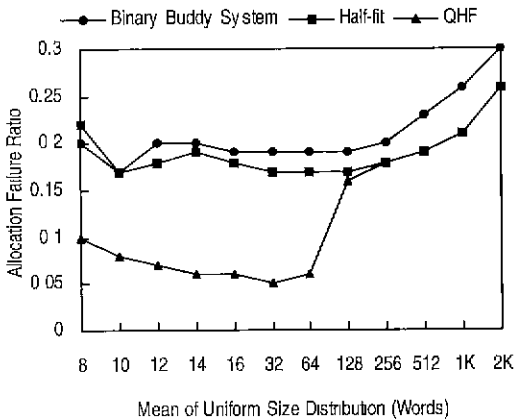 Binary Buddy System Half-fit QHF
0.3
0.25
0.2
0.15
0 1
0 05
0
Allocation Failure Ratio
8 10 12 14 16 32 64 128 256 512 1K 2K
Mean of Uniform Size Distribution (Words)